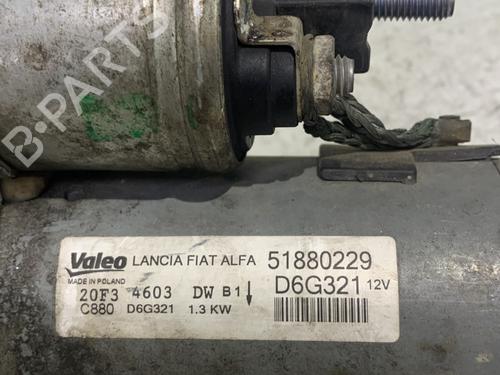 B-PARTS
Valeo LANCIA FIAT ALFA 51880229
MADE IN POLAND D6G321 12V
20F3 4603 DW B1↓
C880 D6G321 1.3 KW